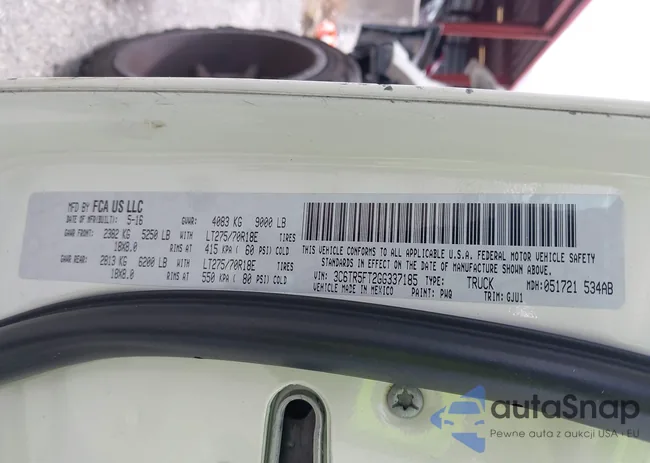 MFD BY FCA US LLC
DATE OF MFR(BUILT): 5-16 GVWR: 4083 KG 9000 LB
GAWR FRONT: 2382 KG 5250 LB WITH LT275/70R18E TIRES
18X8.0 RIMS AT 415 KPA ( 60 PSI) COLD
GAWR REAR: 2813 KG 6200 LB WITH LT275/70R18E TIRES
18X8.0 RIMS AT 550 KPA ( 80 PSI) COLD
THIS VEHICLE CONFORMS TO ALL APPLICABLE U.S.A. FEDERAL MOTOR VEHICLE SAFETY
STANDARDS IN EFFECT ON THE DATE OF MANUFACTURE SHOWN ABOVE.
VIN: 3C6TR5FT2GG337185 TYPE: TRUCK MDH: 051721 534AB
VEHICLE MADE IN MEXICO PAINT: PWQ TRIM: GJU1
autaSnap
Pewne auta z aukcji USA - EU